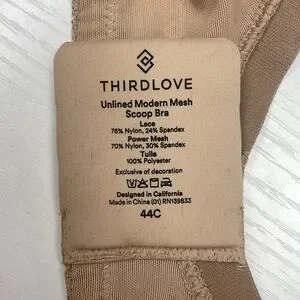 THIRDLOVE
Unlined Modern Mesh
Scoop Bra
Lace
76% Nylon, 24% Spandex
Power Mesh
70% Nylon, 30% Spandex
Tulle
100% Polyester
Exclusive of decoration
Designed in California
Made in China (01) RN139833
44C